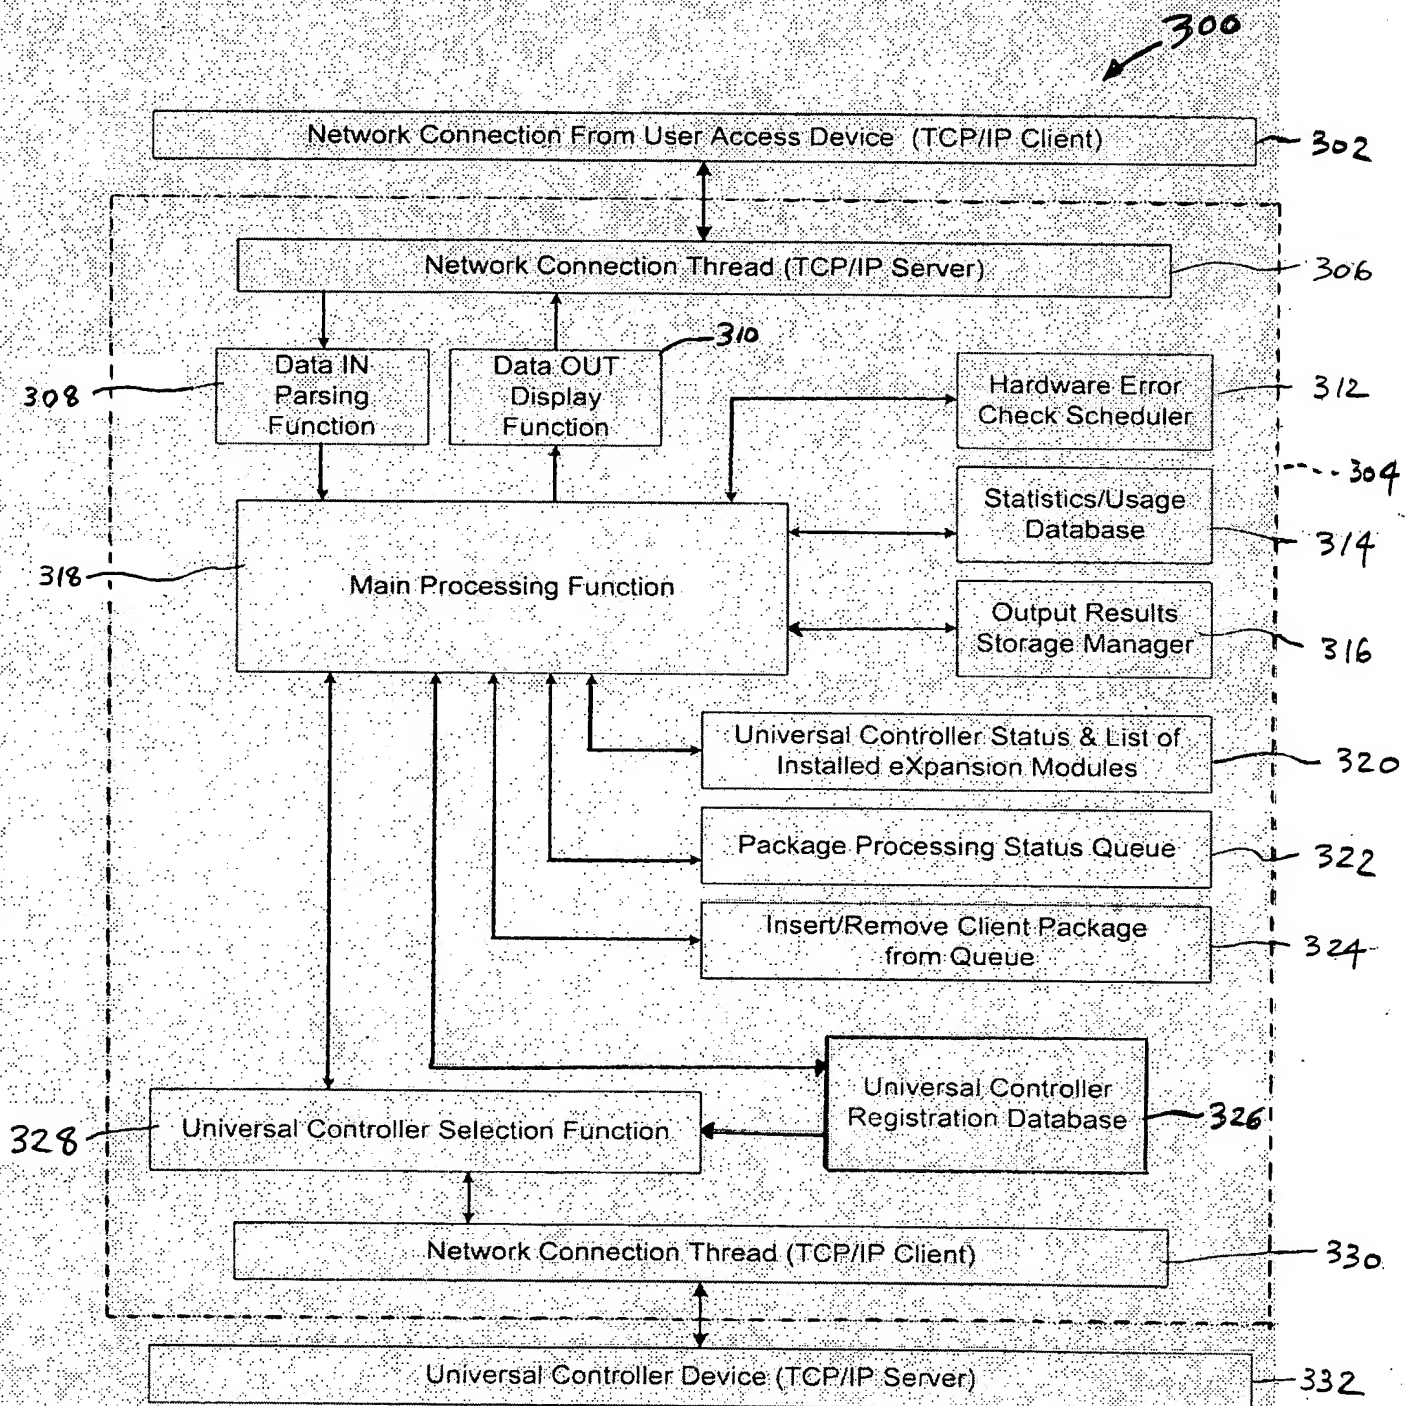 300
Network Connection From User Access Device (TCP/IP Client)
302
Network Connection Thread (TCP/IP Server)
306
308
Data IN
Parsing
Function
Data OUT
Display
Function
310
Hardware Error
Check Scheduler
312
304
Statistics/Usage
Database
314
318
Main Processing Function
Output Results
Storage Manager
316
Universal Controller Status & List of
Installed eXpansion Modules
320
Package Processing Status Queue
322
Insert/Remove Client Package
from Queue
324
Universal Controller
Registration Database
326
328
Universal Controller Selection Function
Network Connection Thread (TCP/IP Client)
330
Universal Controller Device (TCP/IP Server)
332